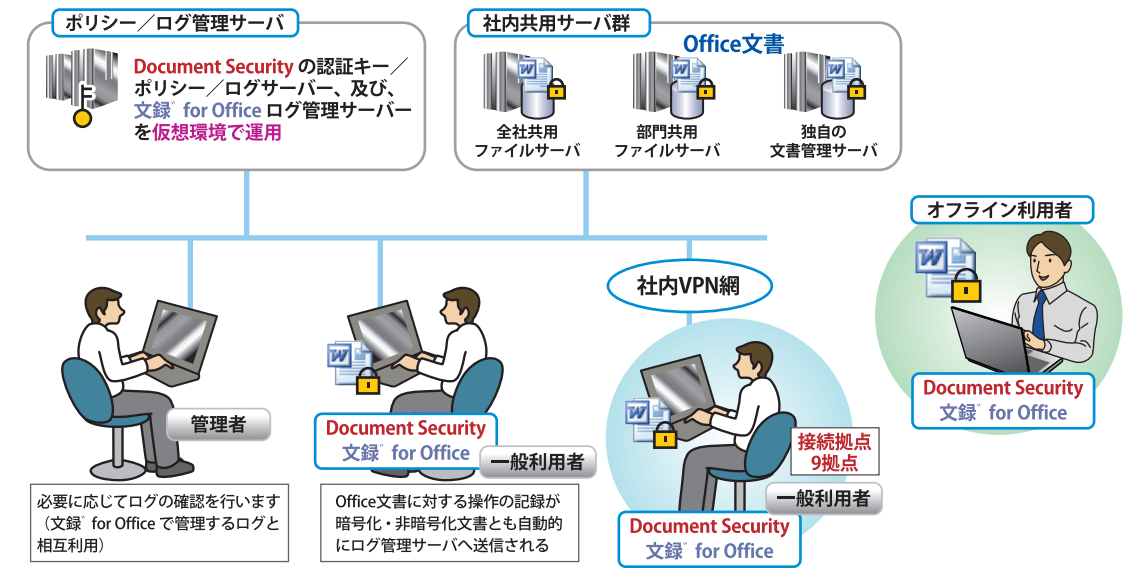 ポリシー／ログ管理サーバ
Document Security の認証キー／
ポリシー／ログサーバー、及び、
文録゛ for Office ログ管理サーバー
を仮想環境で運用
社内共用サーバ群
Office文書
W
W
W
全社共用
ファイルサーバ
部門共用
ファイルサーバ
独自の
文書管理サーバ
オフライン利用者
W
Document Security
文録゛ for Office
社内VPN網
管理者
必要に応じてログの確認を行います
（文録゛ for Office で管理するログと
相互利用）
W
Document Security
文録゛ for Office
一般利用者
Office文書に対する操作の記録が
暗号化・非暗号化文書とも自動的
にログ管理サーバへ送信される
W
接続拠点
9拠点
一般利用者
Document Security
文録゛ for Office